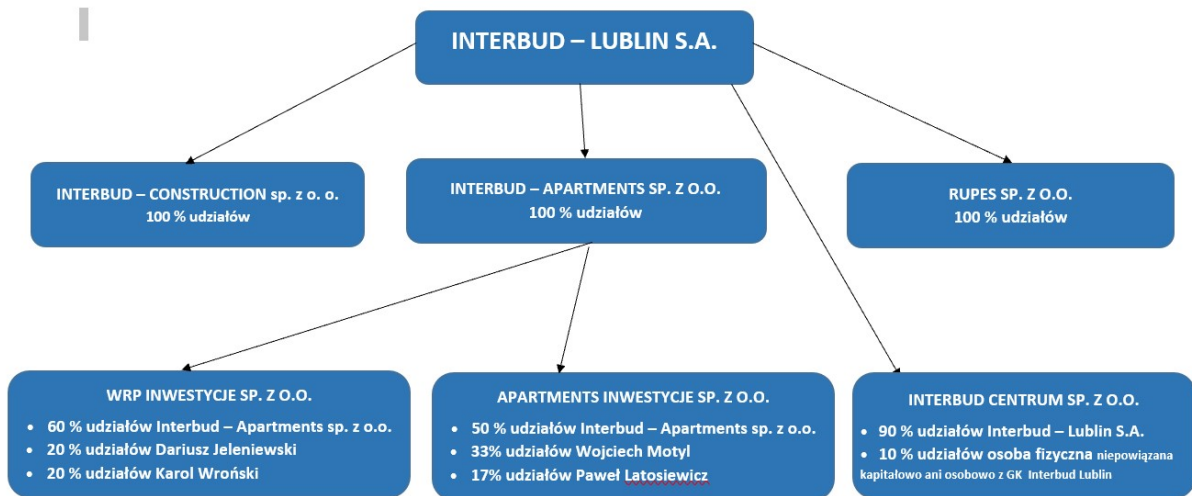 INTERBUD – LUBLIN S.A.
INTERBUD – CONSTRUCTION sp. z o. o.
100 % udziałów
INTERBUD – APARTMENTS SP. Z O.O.
100 % udziałów
RUPES SP. Z O.O.
100 % udziałów
WRP INWESTYCJE SP. Z O.O.
• 60 % udziałów Interbud – Apartments sp. z o.o.
• 20 % udziałów Dariusz Jeleniewski
• 20 % udziałów Karol Wroński
APARTMENTS INWESTYCJE SP. Z O.O.
• 50 % udziałów Interbud – Apartments sp. z o.o.
• 33% udziałów Wojciech Motyl
• 17% udziałów Paweł Latosiewicz
INTERBUD CENTRUM SP. Z O.O.
• 90 % udziałów Interbud – Lublin S.A.
• 10 % udziałów osoba fizyczna niepowiązana
kapitałowo ani osobowo z GK Interbud Lublin